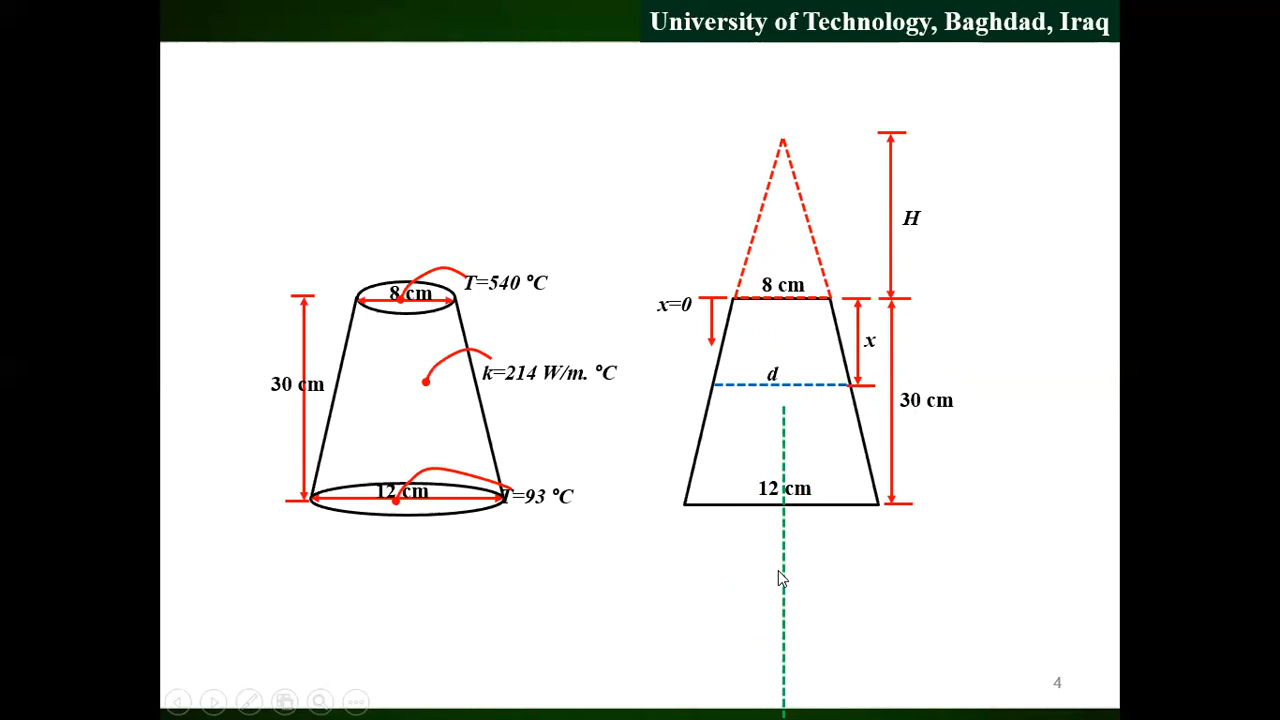 University of Technology, Baghdad, Iraq
8 cm
T=540 °C
k=214 W/m. °C
30 cm
12 cm
T=93 °C
H
8 cm
x=0
x
d
30 cm
12 cm
4